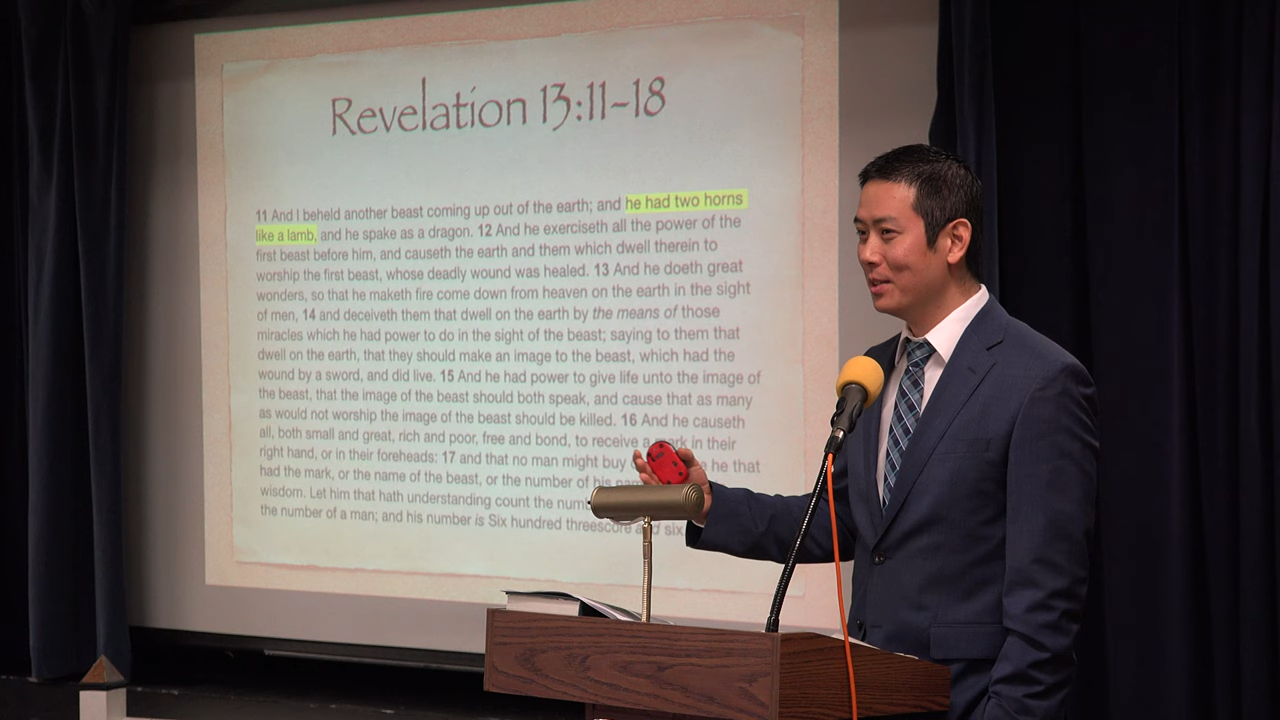 Revelation 13:11-18
11 And I beheld another beast coming up out of the earth; and he had two horns
like a lamb, and he spake as a dragon. 12 And he exerciseth all the power of the
first beast before him, and causeth the earth and them which dwell therein to
worship the first beast, whose deadly wound was healed. 13 And he doeth great
wonders, so that he maketh fire come down from heaven on the earth in the sight
of men, 14 and deceiveth them that dwell on the earth by the means of those
miracles which he had power to do in the sight of the beast; saying to them that
dwell on the earth, that they should make an image to the beast, which had the
wound by a sword, and did live. 15 And he had power to give life unto the image of
the beast, that the image of the beast should both speak, and cause that as many
as would not worship the image of the beast should be killed. 16 And he causeth
all, both small and great, rich and poor, free and bond, to receive a mark in their
right hand, or in their foreheads: 17 and that no man might buy he that
had the mark, or the name of the beast, or the number of his
wisdom. Let him that hath understanding count the
the number of a man; and his number is Six hundred threescore and six